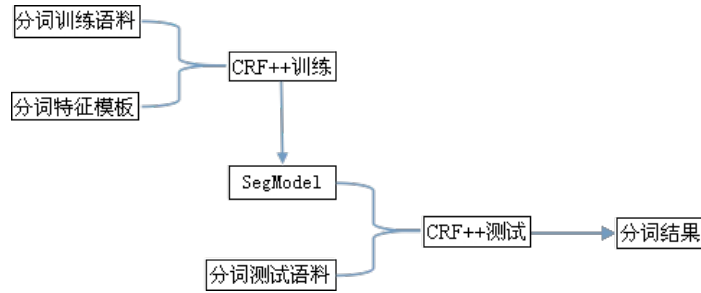 分词训练语料
CRF++训练
分词特征模板
SegModel
CRF++测试
分词结果
分词测试语料